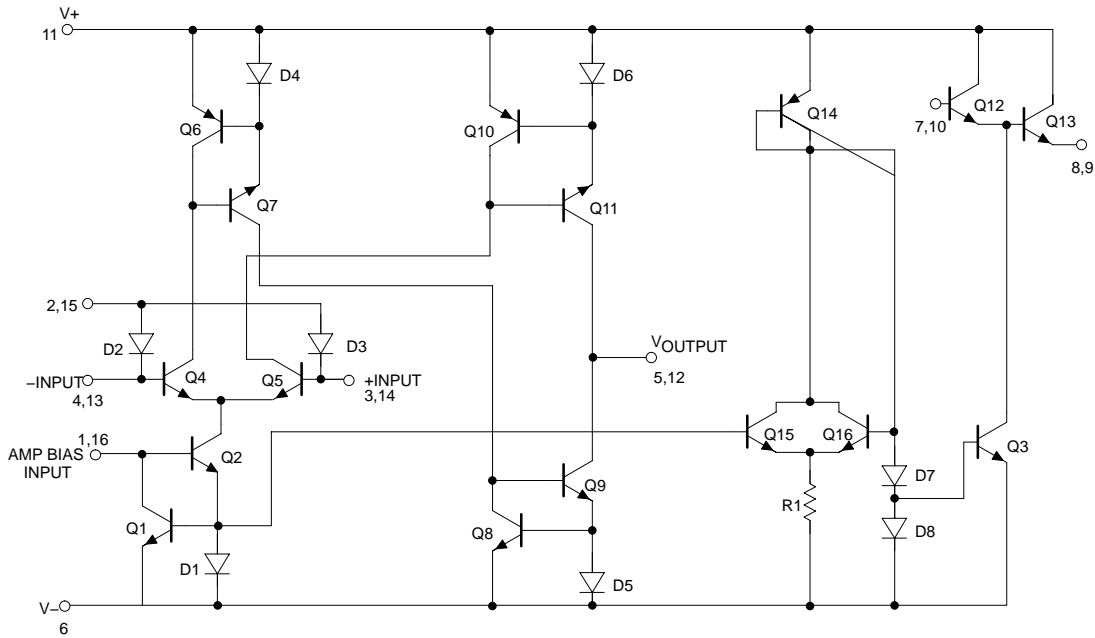 V+
11
D4
D6
Q6
Q10
Q14
Q12
Q13
7,10
8,9
Q7
Q11
2,15
D2
D3
VOUTPUT
5,12
–INPUT
4,13
Q4
Q5
+INPUT
3,14
1,16
AMP BIAS
INPUT
Q2
Q15
Q16
Q3
D7
Q9
R1
Q1
Q8
D8
D1
D5
V–
6